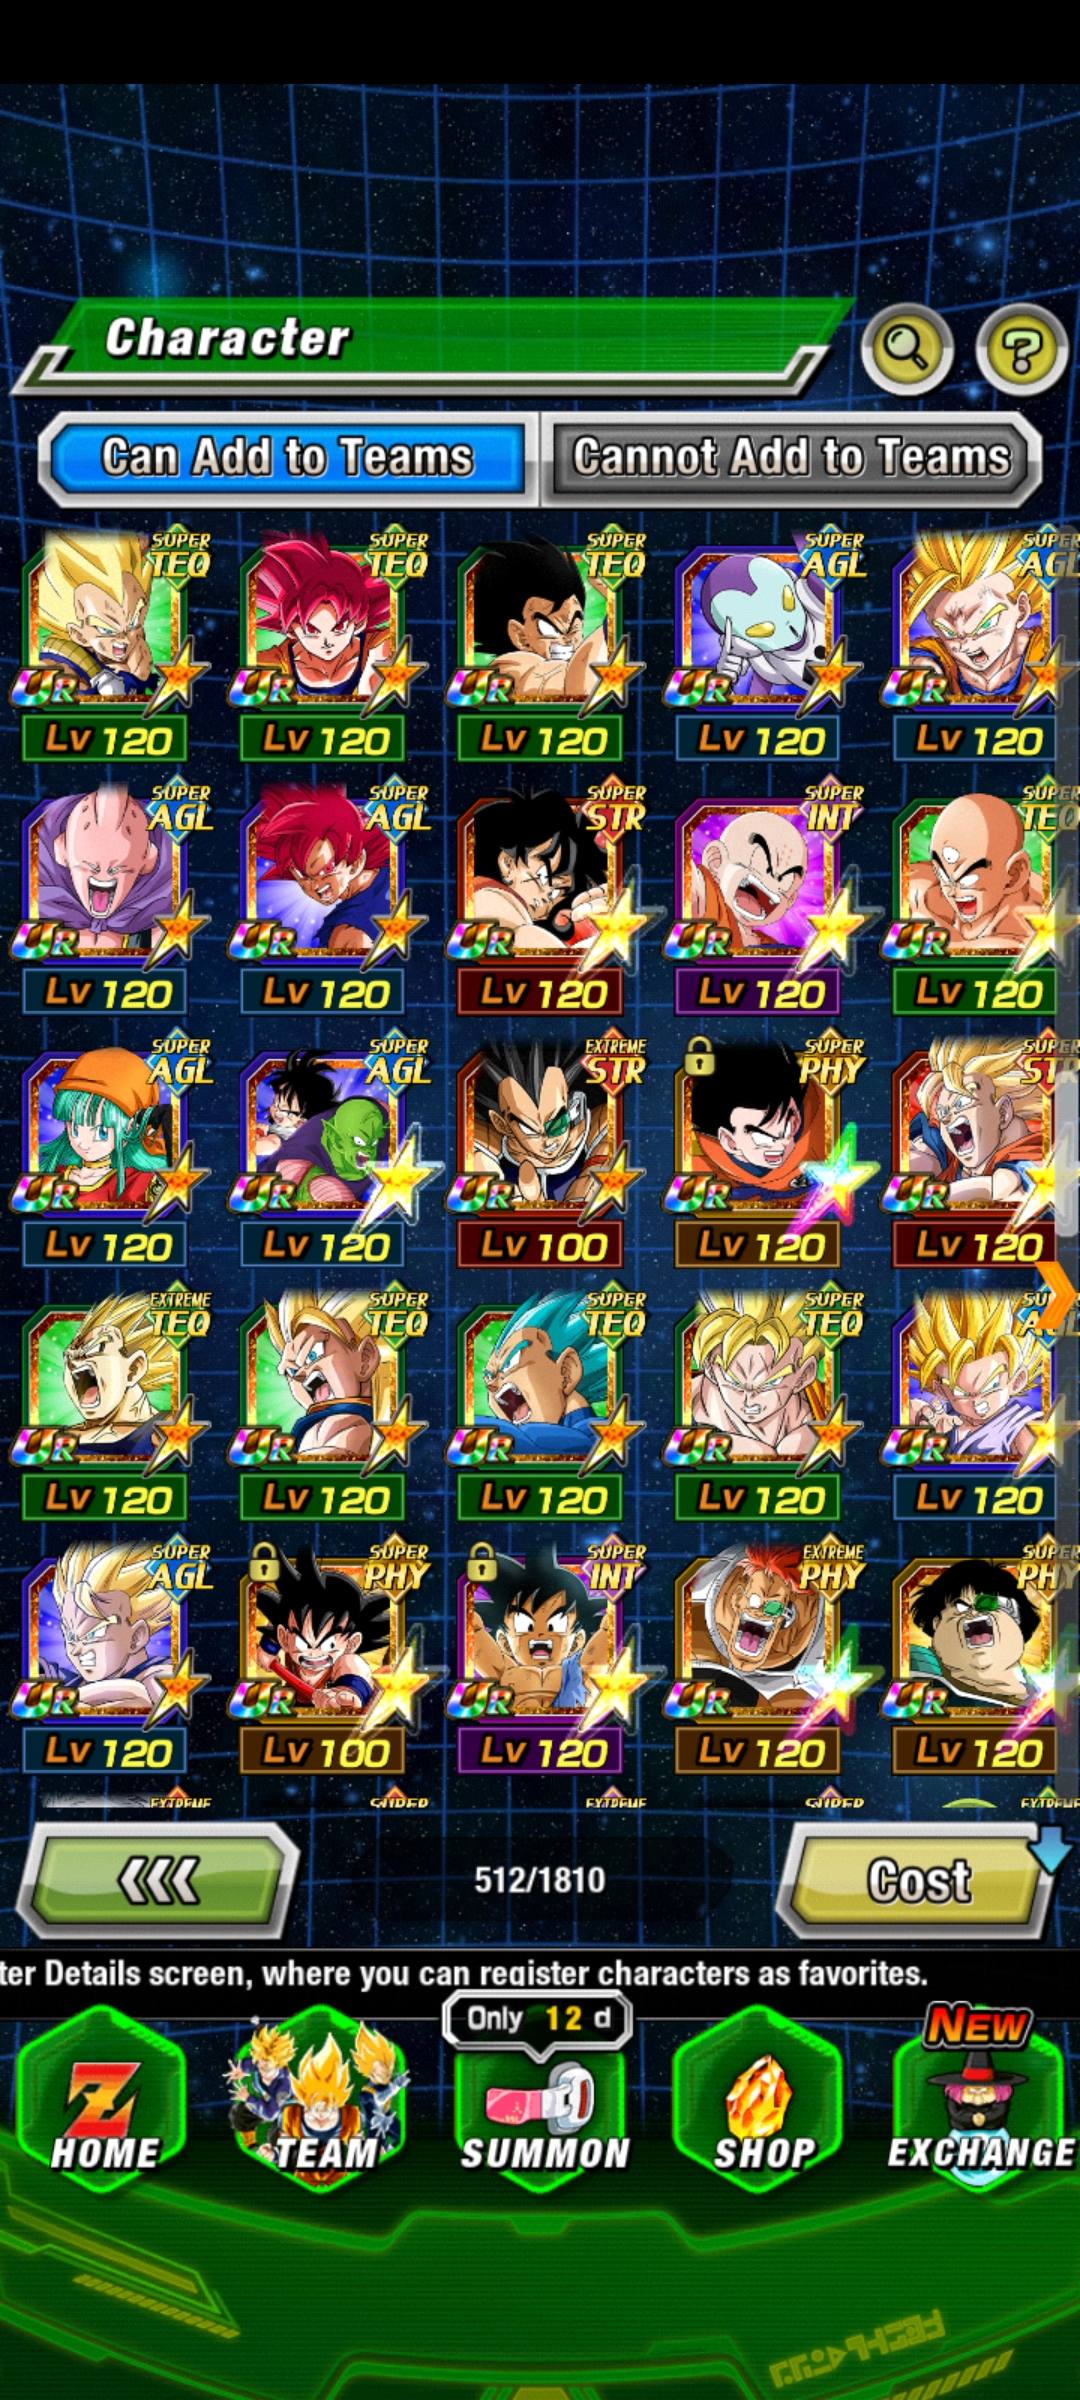 Character
Can Add to Teams Cannot Add to Teams
SUPER TEQ SUPER TEQ SUPER TEQ SUPER AGL SUPER AGL
UR UR UR UR UR
Lv 120 Lv 120 Lv 120 Lv 120 Lv 120
SUPER AGL SUPER AGL SUPER STR SUPER INT SUPER TEQ
UR UR UR UR UR
Lv 120 Lv 120 Lv 120 Lv 120 Lv 120
SUPER AGL SUPER AGL EXTREME STR SUPER PHY SUPER STR
UR UR UR UR UR
Lv 120 Lv 120 Lv 100 Lv 120 Lv 120
EXTREME TEQ SUPER TEQ SUPER TEQ SUPER TEQ SUPER AGL
UR UR UR UR UR
Lv 120 Lv 120 Lv 120 Lv 120 Lv 120
SUPER AGL SUPER PHY SUPER INT EXTREME PHY SUPER PHY
UR UR UR UR UR
Lv 120 Lv 100 Lv 120 Lv 120 Lv 120
EXTREME SUPER EXTREME SUPER EXTREME
512/1810 Cost
ter Details screen, where you can register characters as favorites.
Only 12 d
NEW
HOME TEAM SUMMON SHOP EXCHANGE